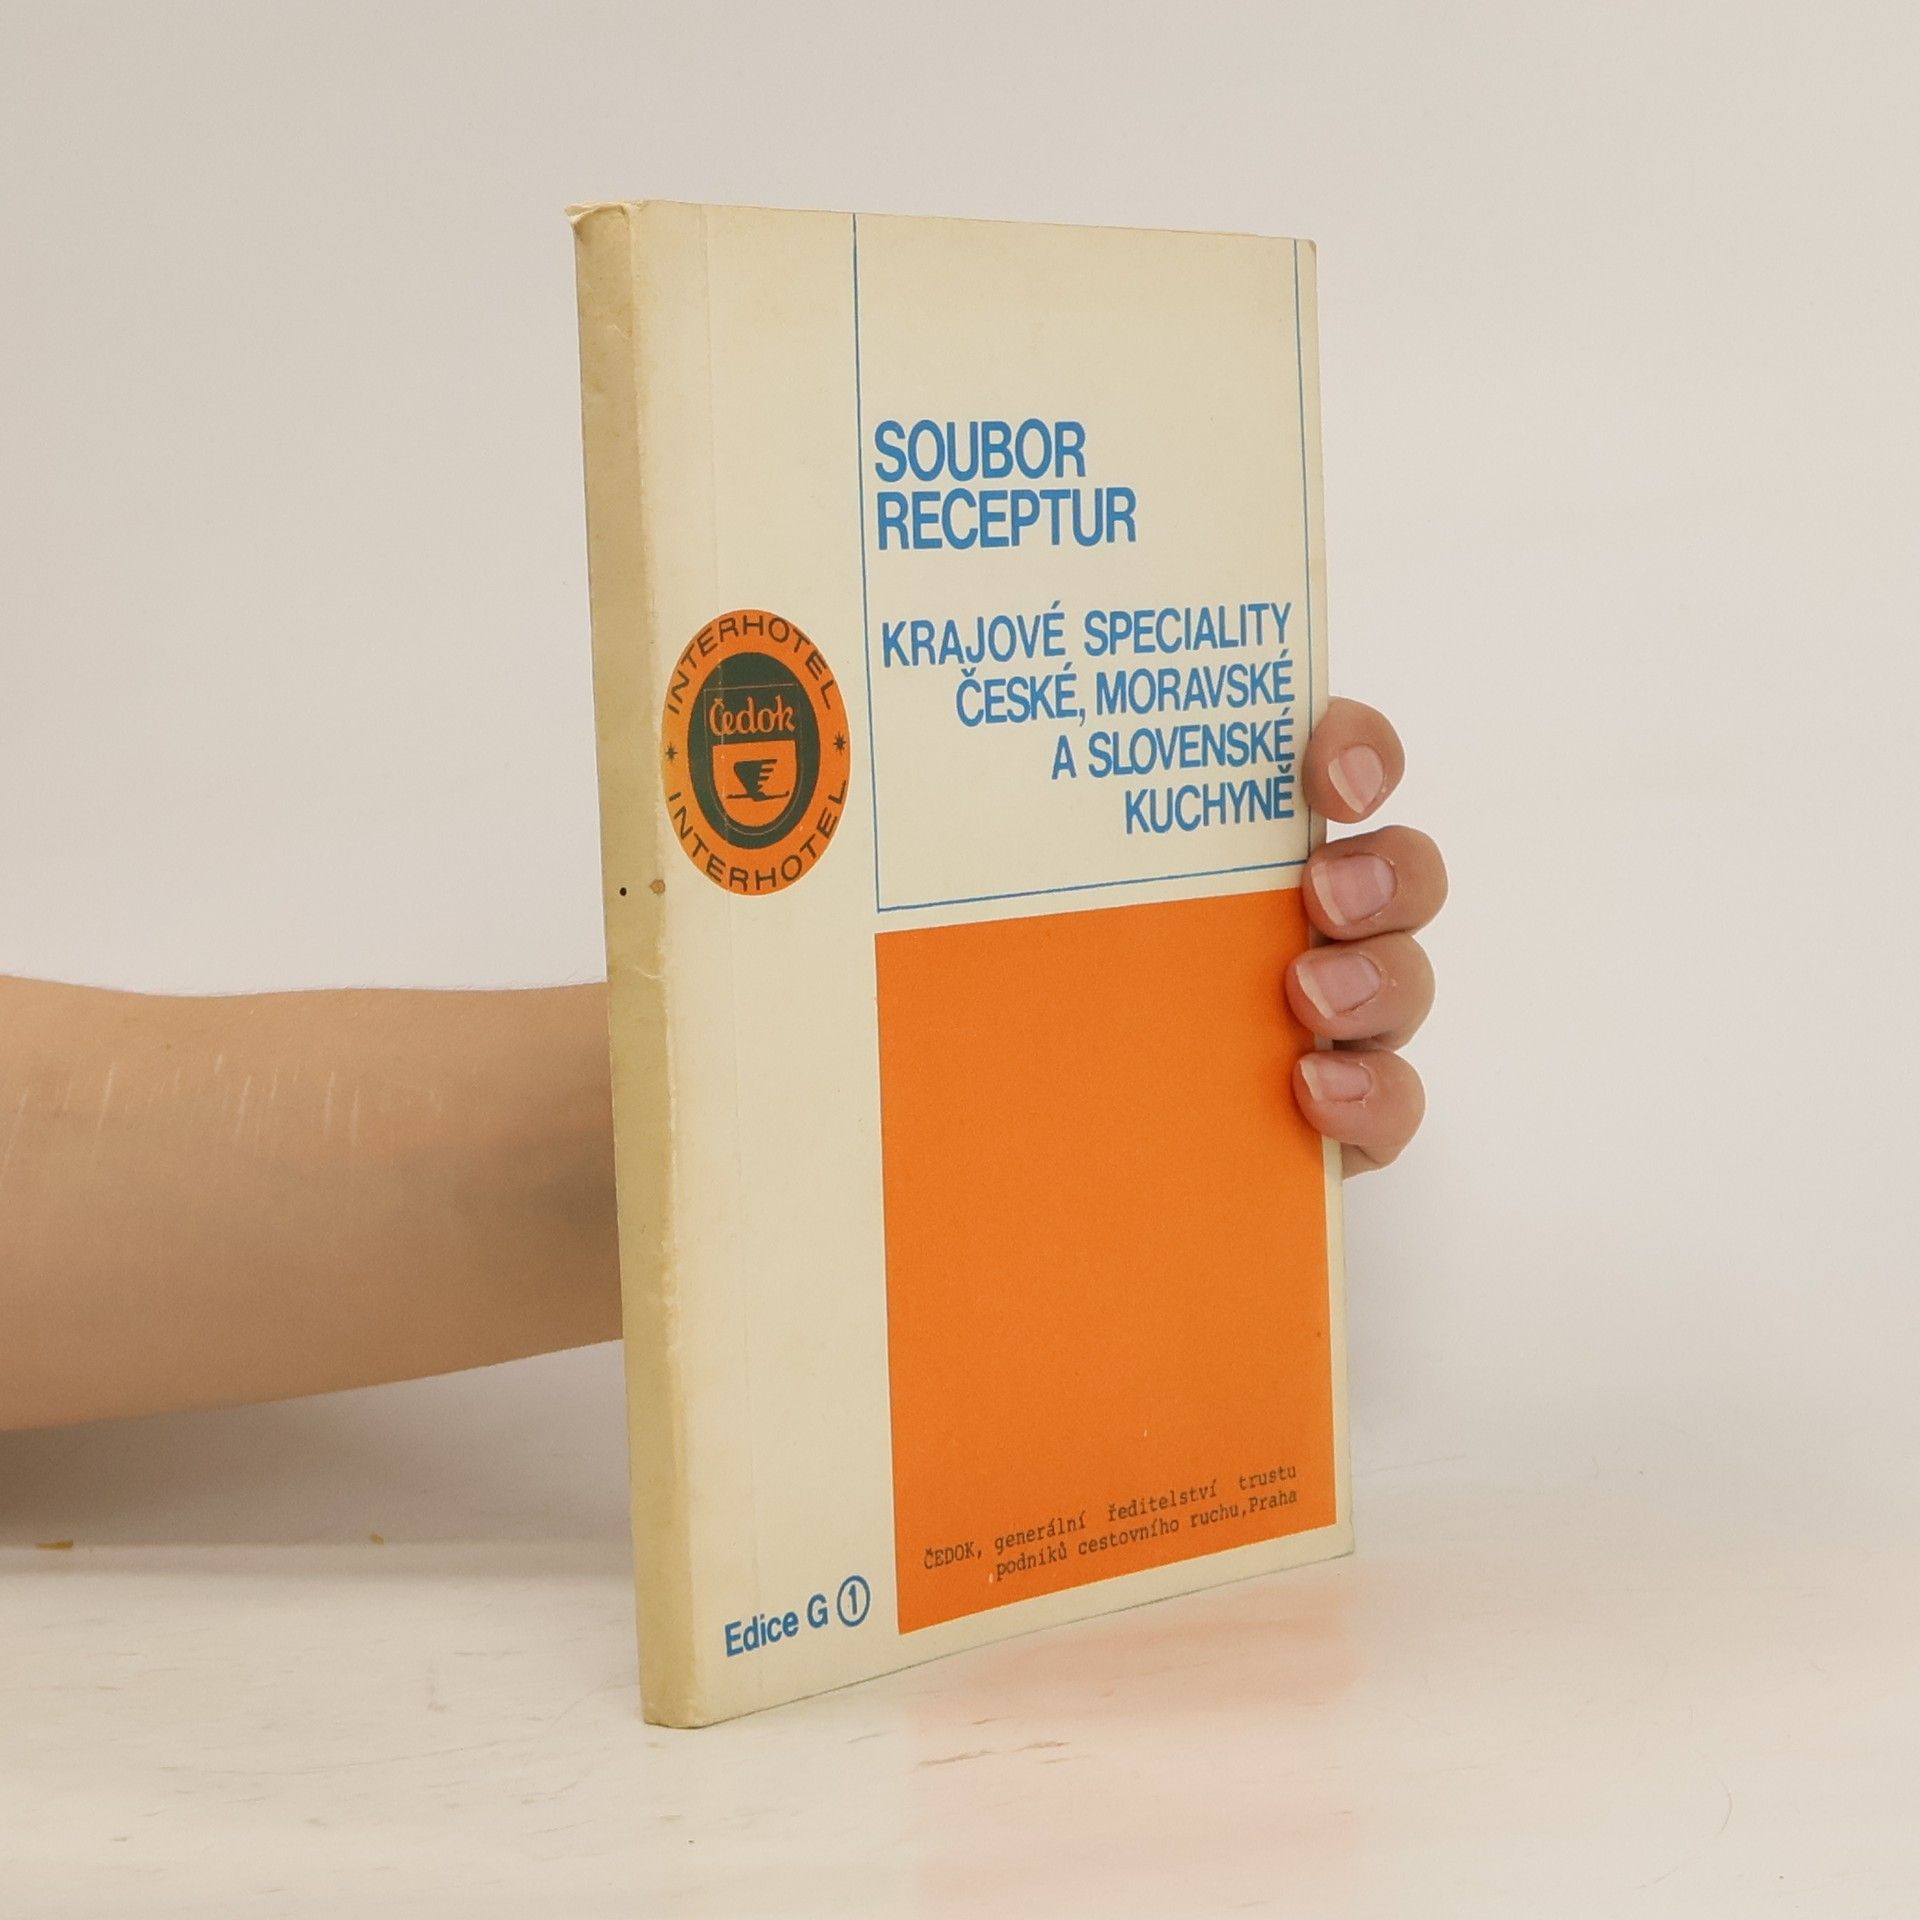 SOUBOR
RECEPTUR
KRAJOVÉ SPECIALITY
ČESKÉ, MORAVSKÉ
A SLOVENSKÉ
KUCHYNĚ
INTERHOTEL
Čedok
INTERHOTEL
ČEDOK, generální ředitelství trustu
podniků cestovního ruchu,Praha
Edice G 1